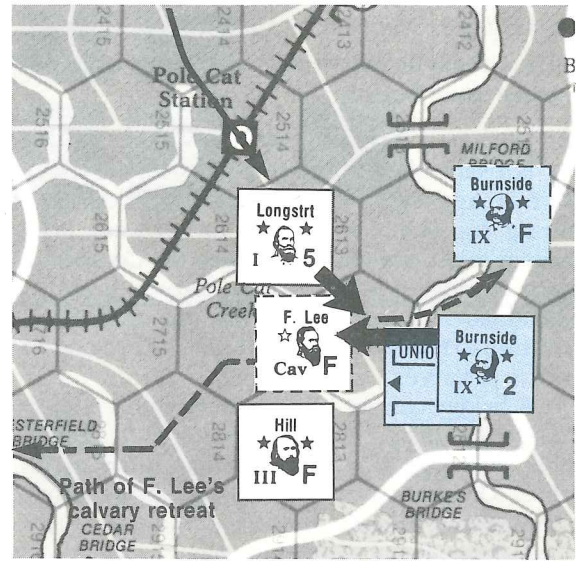 2415
2414
2413
2412
Pole Cat
Station
B
2516
2514
MILFORD
BRIDGE
Burnside
IX F
Longstrt
I 5
2615
2614
2613
Pole Cat
Creek
F. Lee
Cav F
UNIO
Burnside
IX 2
2716
2715
Hill
III F
2814
2813
STERFIELD
BRIDGE
Path of F. Lee's
calvary retreat
BURKE'S
BRIDGE
CEDAR
BRIDGE